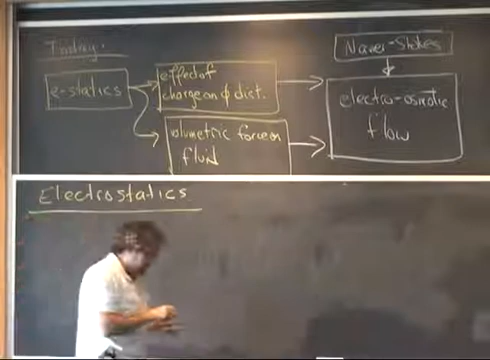 Today:
Navier-Stokes
e-statics
effect of
charge on ϕ dist.
electro-osmotic
flow
volumetric force on
fluid
Electrostatics